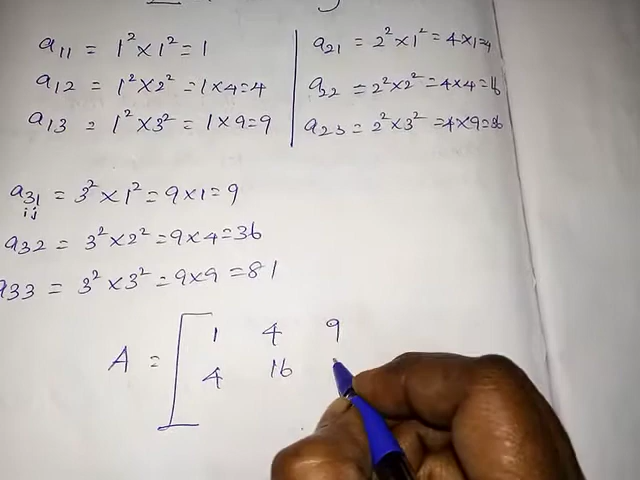 a11 = 1² × 1² = 1
a12 = 1² × 2² = 1 × 4 = 4
a13 = 1² × 3² = 1 × 9 = 9
a21 = 2² × 1² = 4 × 1 = 4
a22 = 2² × 2² = 4 × 4 = 16
a23 = 2² × 3² = 4 × 9 = 36
a31 = 3² × 1² = 9 × 1 = 9
ij
a32 = 3² × 2² = 9 × 4 = 36
a33 = 3² × 3² = 9 × 9 = 81
1 4 9
A = [
4 16